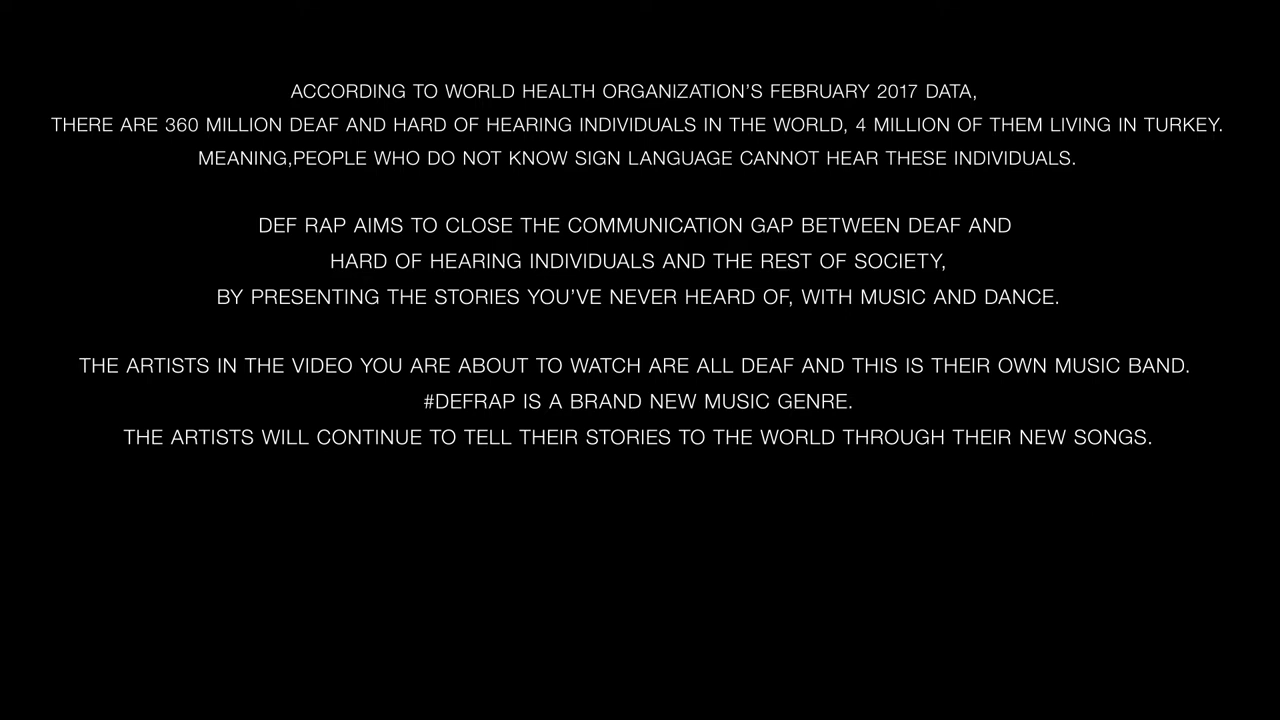 ACCORDING TO WORLD HEALTH ORGANIZATION'S FEBRUARY 2017 DATA,
THERE ARE 360 MILLION DEAF AND HARD OF HEARING INDIVIDUALS IN THE WORLD, 4 MILLION OF THEM LIVING IN TURKEY.
MEANING,PEOPLE WHO DO NOT KNOW SIGN LANGUAGE CANNOT HEAR THESE INDIVIDUALS.
DEF RAP AIMS TO CLOSE THE COMMUNICATION GAP BETWEEN DEAF AND
HARD OF HEARING INDIVIDUALS AND THE REST OF SOCIETY,
BY PRESENTING THE STORIES YOU'VE NEVER HEARD OF, WITH MUSIC AND DANCE.
THE ARTISTS IN THE VIDEO YOU ARE ABOUT TO WATCH ARE ALL DEAF AND THIS IS THEIR OWN MUSIC BAND.
#DEFRAP IS A BRAND NEW MUSIC GENRE.
THE ARTISTS WILL CONTINUE TO TELL THEIR STORIES TO THE WORLD THROUGH THEIR NEW SONGS.